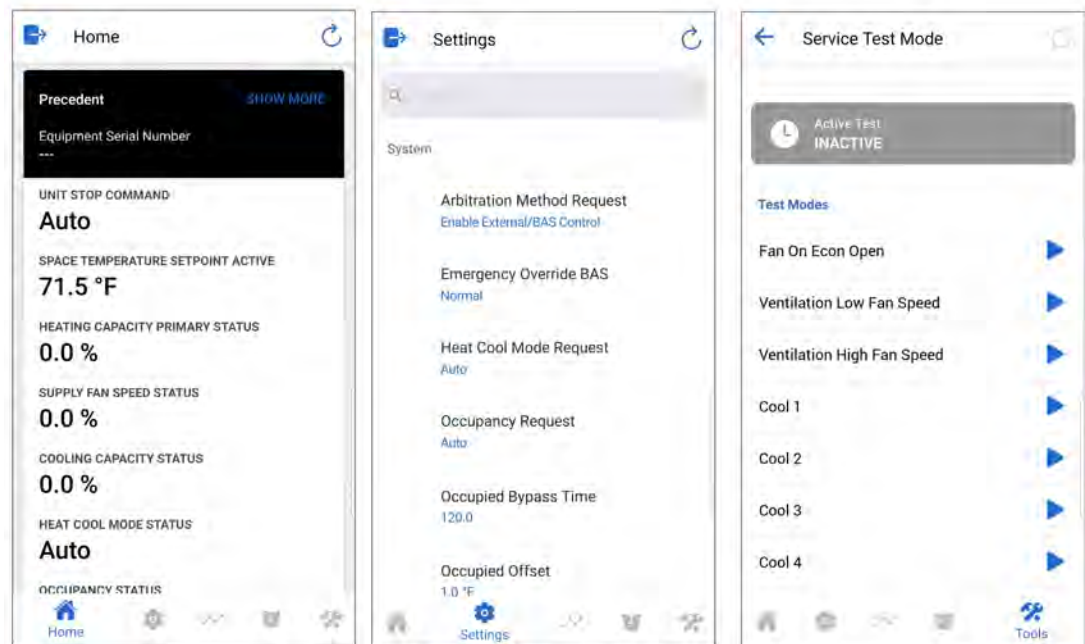 Home
Precedent
SHOW MORE
Equipment Serial Number
---
UNIT STOP COMMAND
Auto
SPACE TEMPERATURE SETPOINT ACTIVE
71.5 °F
HEATING CAPACITY PRIMARY STATUS
0.0 %
SUPPLY FAN SPEED STATUS
0.0 %
COOLING CAPACITY STATUS
0.0 %
HEAT COOL MODE STATUS
Auto
OCCUPANCY STATUS
Home
Settings
System
Arbitration Method Request
Enable External/BAS Control
Emergency Override BAS
Normal
Heat Cool Mode Request
Auto
Occupancy Request
Auto
Occupied Bypass Time
120.0
Occupied Offset
1.0 °F
Settings
Service Test Mode
Active Test
INACTIVE
Test Modes
Fan On Econ Open
Ventilation Low Fan Speed
Ventilation High Fan Speed
Cool 1
Cool 2
Cool 3
Cool 4
Tools